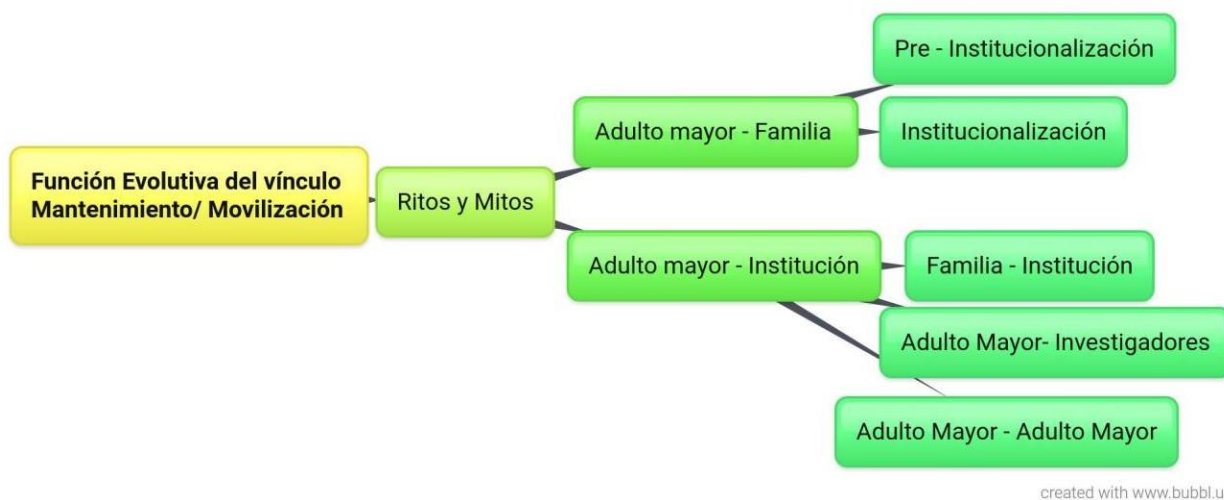 Pre - Institucionalización
Adulto mayor - Familia
Institucionalización
Función Evolutiva del vínculo
Mantenimiento/ Movilización
Ritos y Mitos
Adulto mayor - Institución
Familia - Institución
Adulto Mayor- Investigadores
Adulto Mayor - Adulto Mayor
created with www.bubbl.u